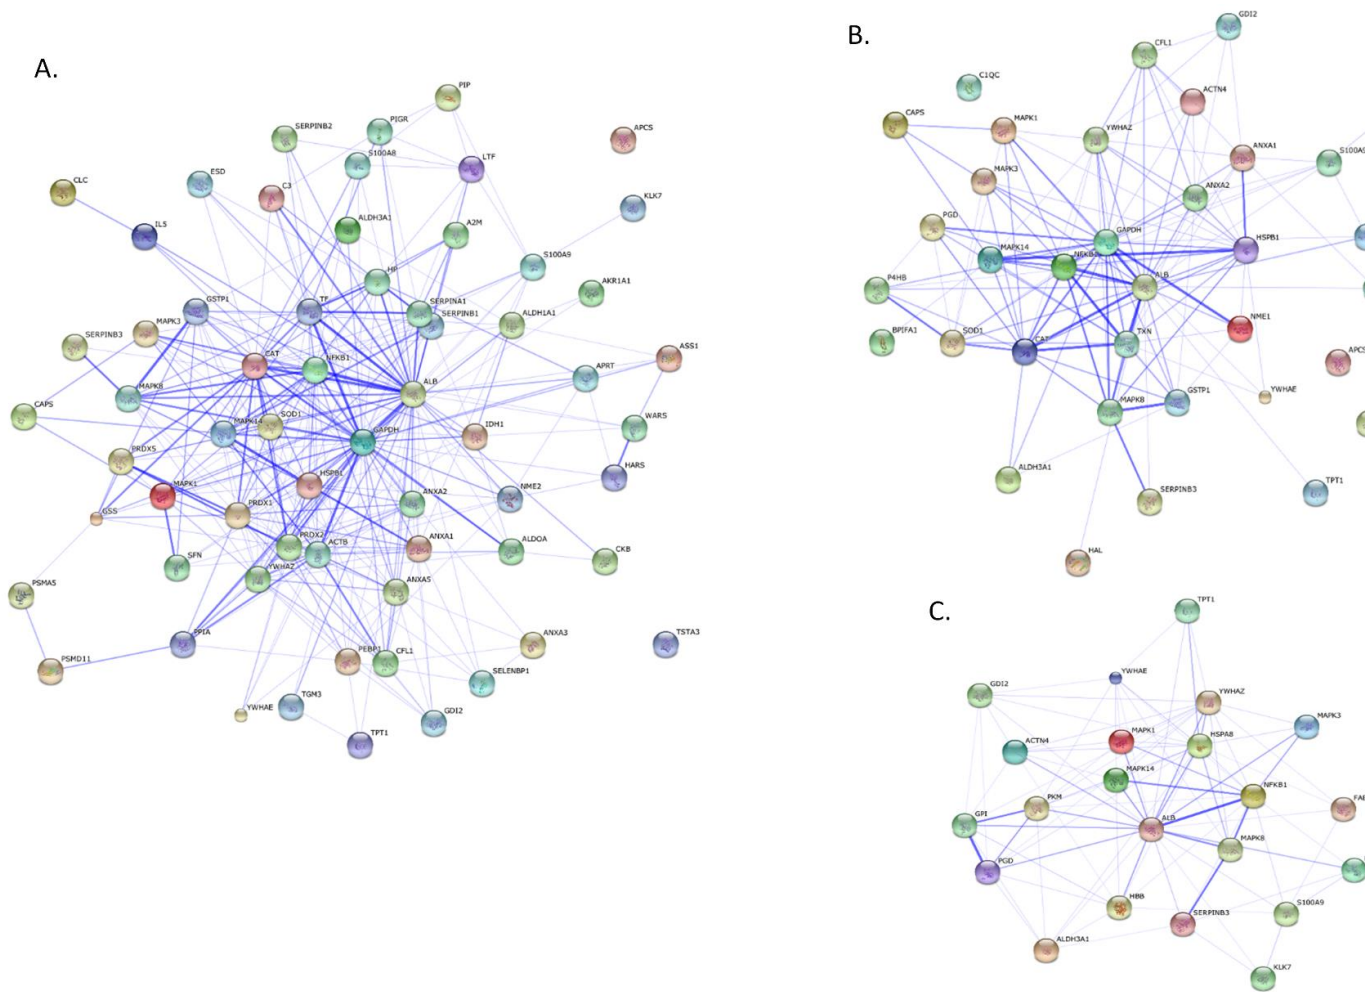 A.
PIP
SERPINB2
PIGR
APCS
S100A8
LTF
CLC
ESD
C3
KLK7
ALDH3A1
A2M
IL5
S100A9
HP
AKR1A1
GSTP1
TF
SERPINA1
SERPINB1
ALDH1A1
MAPK3
SERPINB3
ASS1
CAT
NFKB1
APRT
ALB
MAPK8
CAPS
SOD1
WARS
MAPK14
GAPDH
IDH1
PRDX5
HARS
HSPB1
MAPK1
NME2
ANXA2
PRDX1
GSS
PRDX2
ACTB
ANXA1
ALDOA
CKB
SFN
YWHAZ
ANXA5
PSMA5
PPIA
ANXA3
TSTA3
PSMD11
PEBP1
CFL1
SELENBP1
YWHAE
TGM3
GDI2
TPT1
B.
GDI2
CFL1
C1QC
ACTN4
CAPS
MAPK1
YWHAZ
ANXA1
S100A9
MAPK3
ANXA2
PGD
GAPDH
HSPB1
MAPK14
NFKB1
P4HB
ALB
NME1
BPIFA1
SOD1
CAT
TXN
APCS
GSTP1
YWHAE
MAPK8
ALDH3A1
SERPINB3
TPT1
HAL
C.
TPT1
YWHAE
GDI2
YWHAZ
MAPK3
MAPK1
HSPA8
ACTN4
MAPK14
NFKB1
PKM
FAB
GPI
ALB
MAPK8
PGD
HBB
S100A9
SERPINB3
ALDH3A1
KLK7